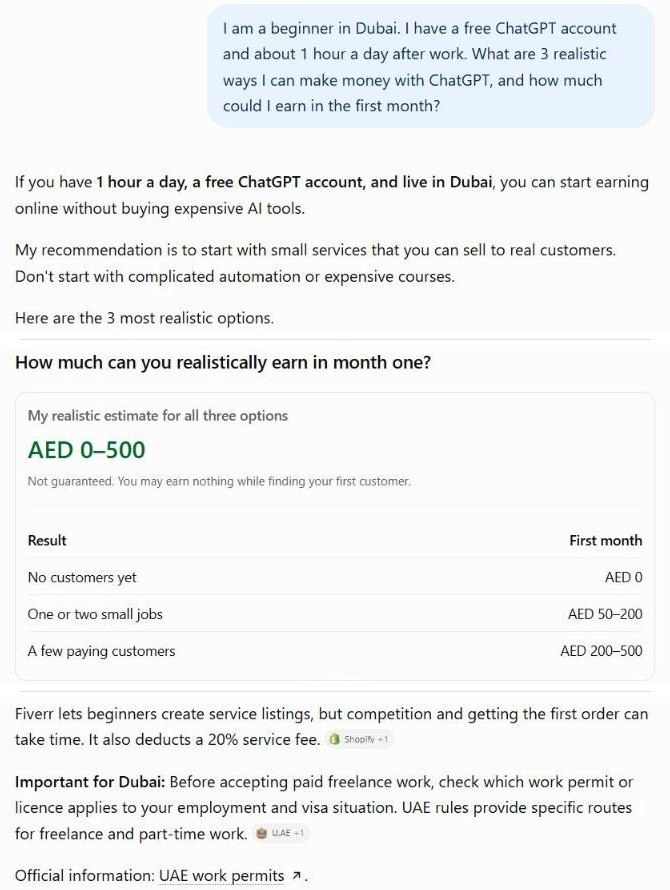 I am a beginner in Dubai. I have a free ChatGPT account
and about 1 hour a day after work. What are 3 realistic
ways I can make money with ChatGPT, and how much
could I earn in the first month?
If you have 1 hour a day, a free ChatGPT account, and live in Dubai, you can start earning
online without buying expensive AI tools.
My recommendation is to start with small services that you can sell to real customers.
Don't start with complicated automation or expensive courses.
Here are the 3 most realistic options.
How much can you realistically earn in month one?
My realistic estimate for all three options
AED 0–500
Not guaranteed. You may earn nothing while finding your first customer.
Result First month
No customers yet AED 0
One or two small jobs AED 50–200
A few paying customers AED 200–500
Fiverr lets beginners create service listings, but competition and getting the first order can
take time. It also deducts a 20% service fee. Shopify +1
Important for Dubai: Before accepting paid freelance work, check which work permit or
licence applies to your employment and visa situation. UAE rules provide specific routes
for freelance and part-time work. U.AE +1
Official information: UAE work permits ↗.